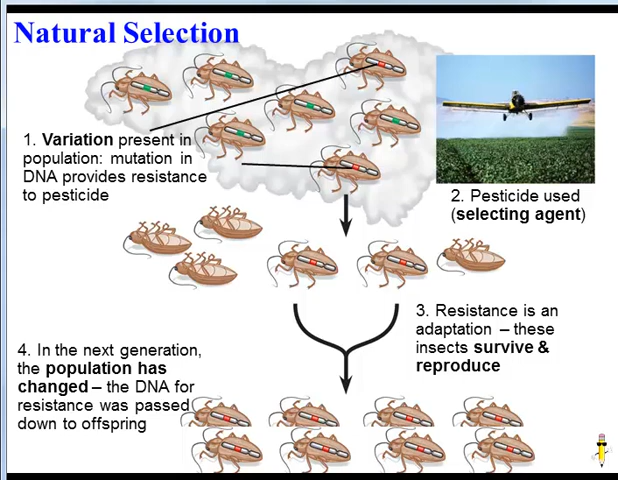 Natural Selection
1. Variation present in
population: mutation in
DNA provides resistance
to pesticide
2. Pesticide used
(selecting agent)
3. Resistance is an
adaptation – these
insects survive &
reproduce
4. In the next generation,
the population has
changed – the DNA for
resistance was passed
down to offspring